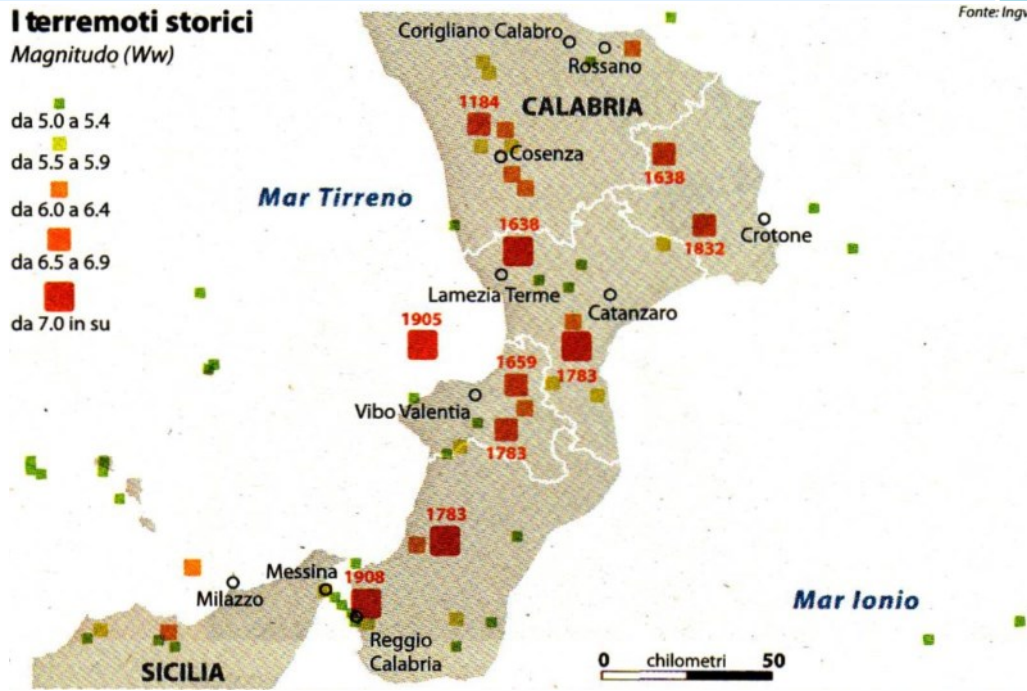 I terremoti storici
Magnitudo (Ww)
da 5.0 a 5.4
da 5.5 a 5.9
da 6.0 a 6.4
da 6.5 a 6.9
da 7.0 in su
Fonte: Ingv
Corigliano Calabro
Rossano
CALABRIA
1184
Cosenza
1638
Mar Tirreno
1638
1832
Crotone
Lamezia Terme
Catanzaro
1905
1659
1783
Vibo Valentia
1783
1783
Messina
1908
Milazzo
Mar Ionio
Reggio
Calabria
SICILIA
0 chilometri 50